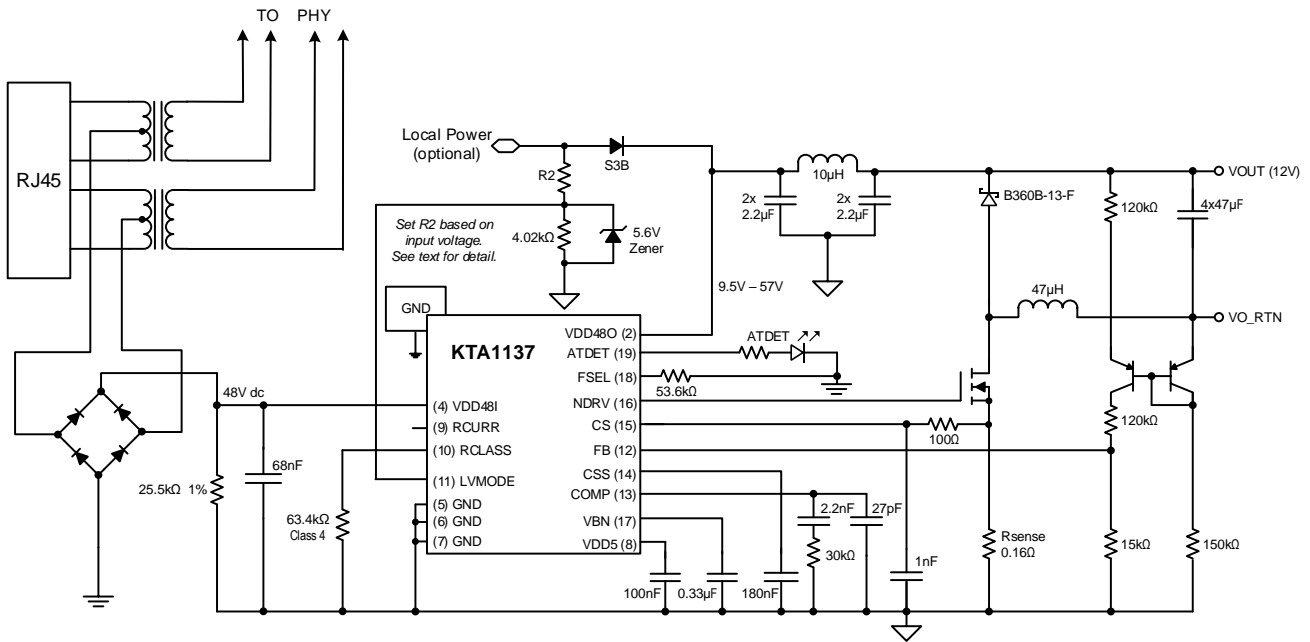 TO PHY
RJ45
Local Power
(optional)
S3B
R2
Set R2 based on
input voltage.
See text for detail.
4.02kΩ
5.6V
Zener
10µH
2x
2.2µF
2x
2.2µF
9.5V – 57V
B360B-13-F
120kΩ
4x47µF
VOUT (12V)
47µH
VO_RTN
GND
KTA1137
VDD48O (2)
ATDET (19)
FSEL (18)
NDRV (16)
CS (15)
FB (12)
CSS (14)
COMP (13)
VBN (17)
VDD5 (8)
(4) VDD48I
(9) RCURR
(10) RCLASS
(11) LVMODE
(5) GND
(6) GND
(7) GND
ATDET
53.6kΩ
100Ω
120kΩ
48V dc
68nF
25.5kΩ 1%
63.4kΩ
Class 4
2.2nF
27pF
30kΩ
100nF
0.33µF
180nF
1nF
Rsense
0.16Ω
15kΩ
150kΩ